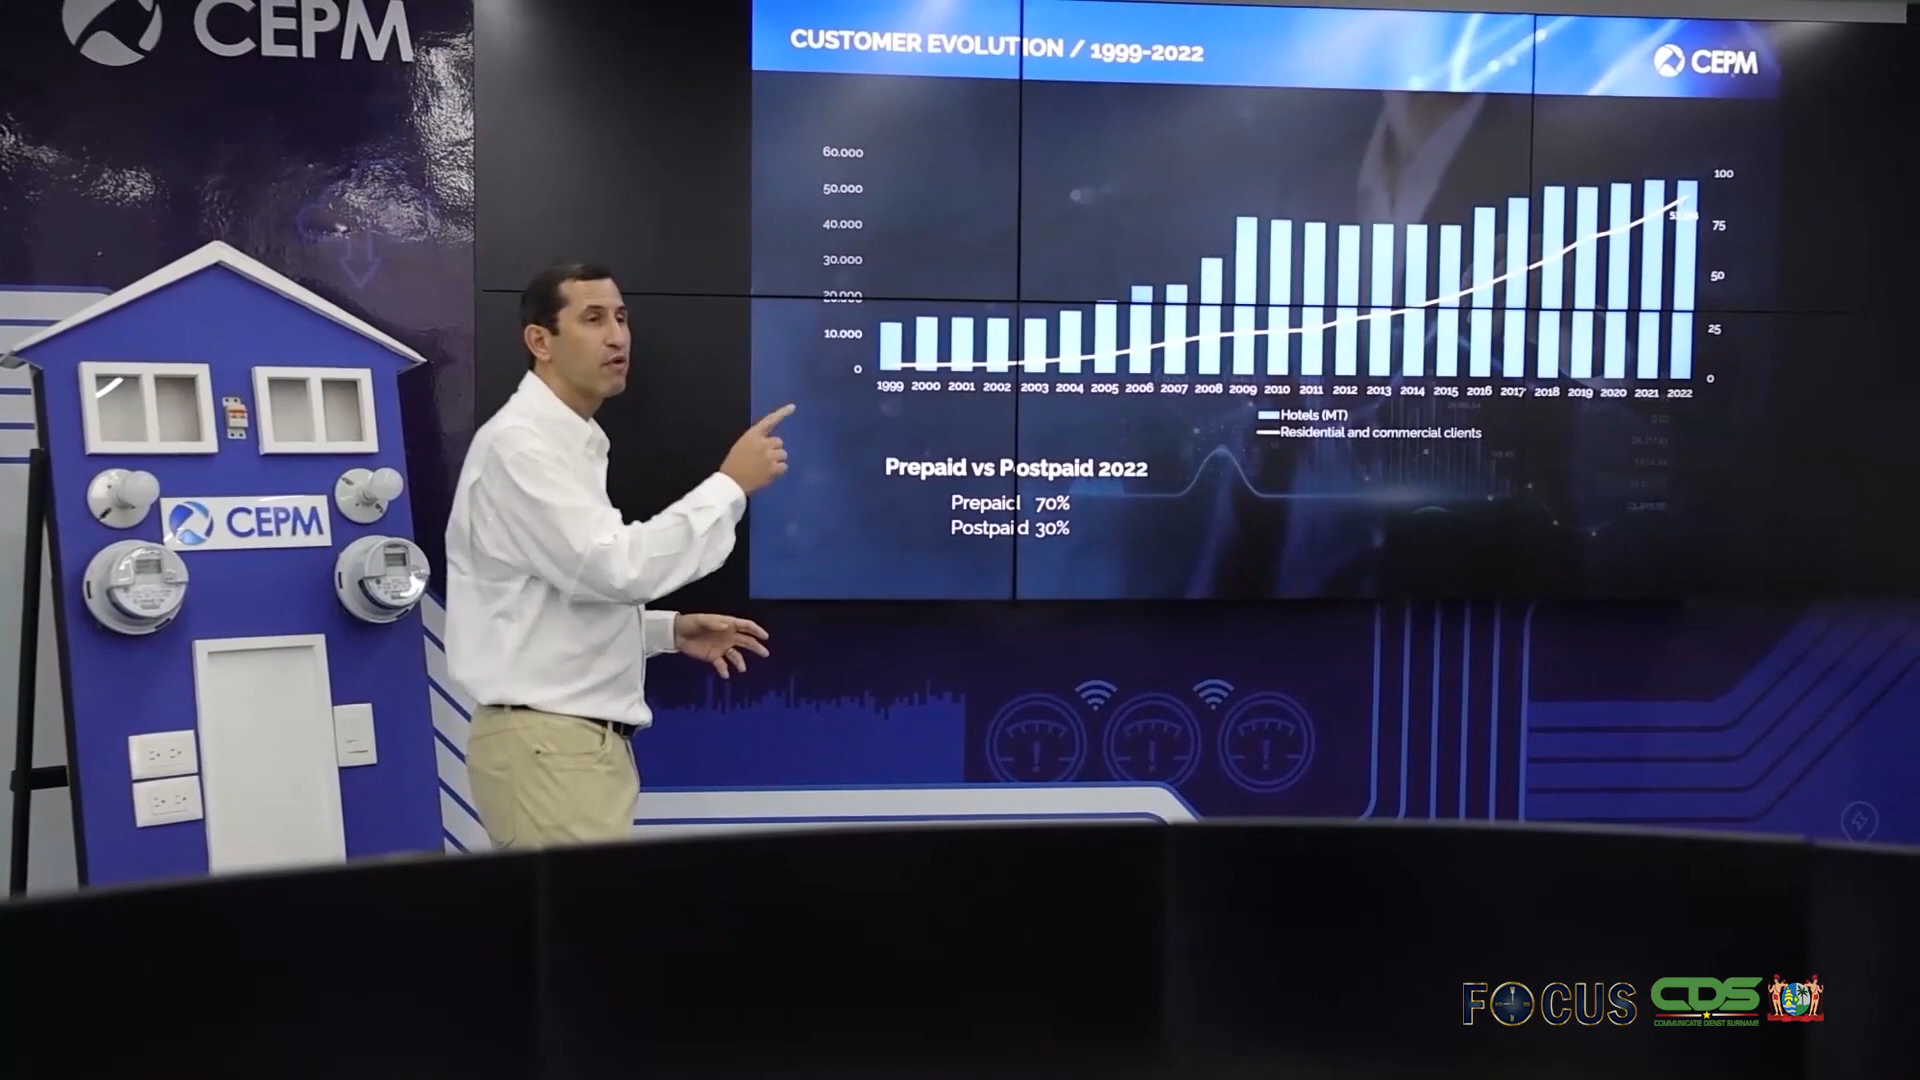 CEPM
CUSTOMER EVOLUTION / 1999-2022
CEPM
60.000
50.000
40.000
30.000
20.000
10.000
0
100
75
50
25
0
1999 2000 2001 2002 2003 2004 2005 2006 2007 2008 2009 2010 2011 2012 2013 2014 2015 2016 2017 2018 2019 2020 2021 2022
Hotels (MT)
Residential and commercial clients
Prepaid vs Postpaid 2022
Prepaid 70%
Postpaid 30%
CEPM
FOCUS
CDS
COMMUNICATIE DIENST SURINAME